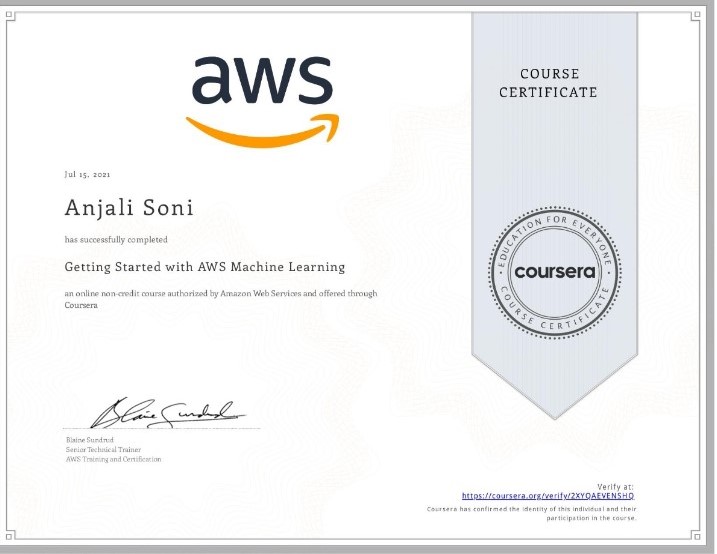 aws
COURSE
CERTIFICATE
Jul 15, 2021
Anjali Soni
has successfully completed
Getting Started with AWS Machine Learning
an online non-credit course authorized by Amazon Web Services and offered through
Coursera
EDUCATION FOR EVERYONE
coursera
COURSE CERTIFICATE
Blaine Sundrud
Blaine Sundrud
Senior Technical Trainer
AWS Training and Certification
Verify at:
https://coursera.org/verify/2XYQAEVENSHQ
Coursera has confirmed the identity of this individual and their
participation in the course.